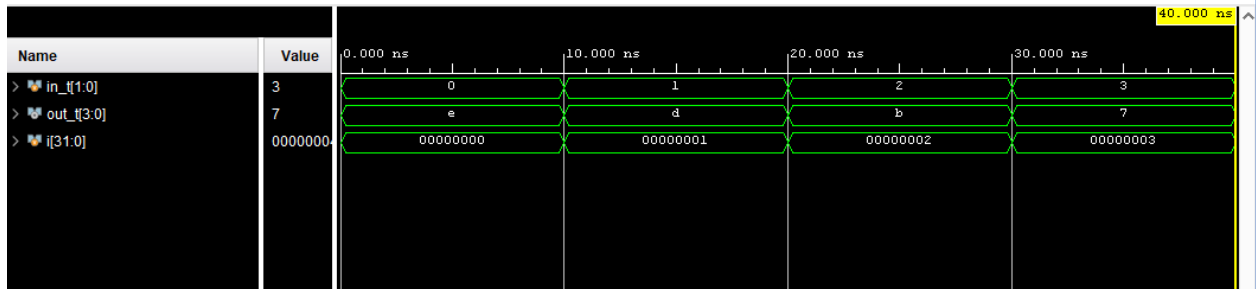 40.000 ns
Name Value 0.000 ns 10.000 ns 20.000 ns 30.000 ns
in_t[1:0] 3 0 1 2 3
out_t[3:0] 7 e d b 7
i[31:0] 0000000 00000000 00000001 00000002 00000003